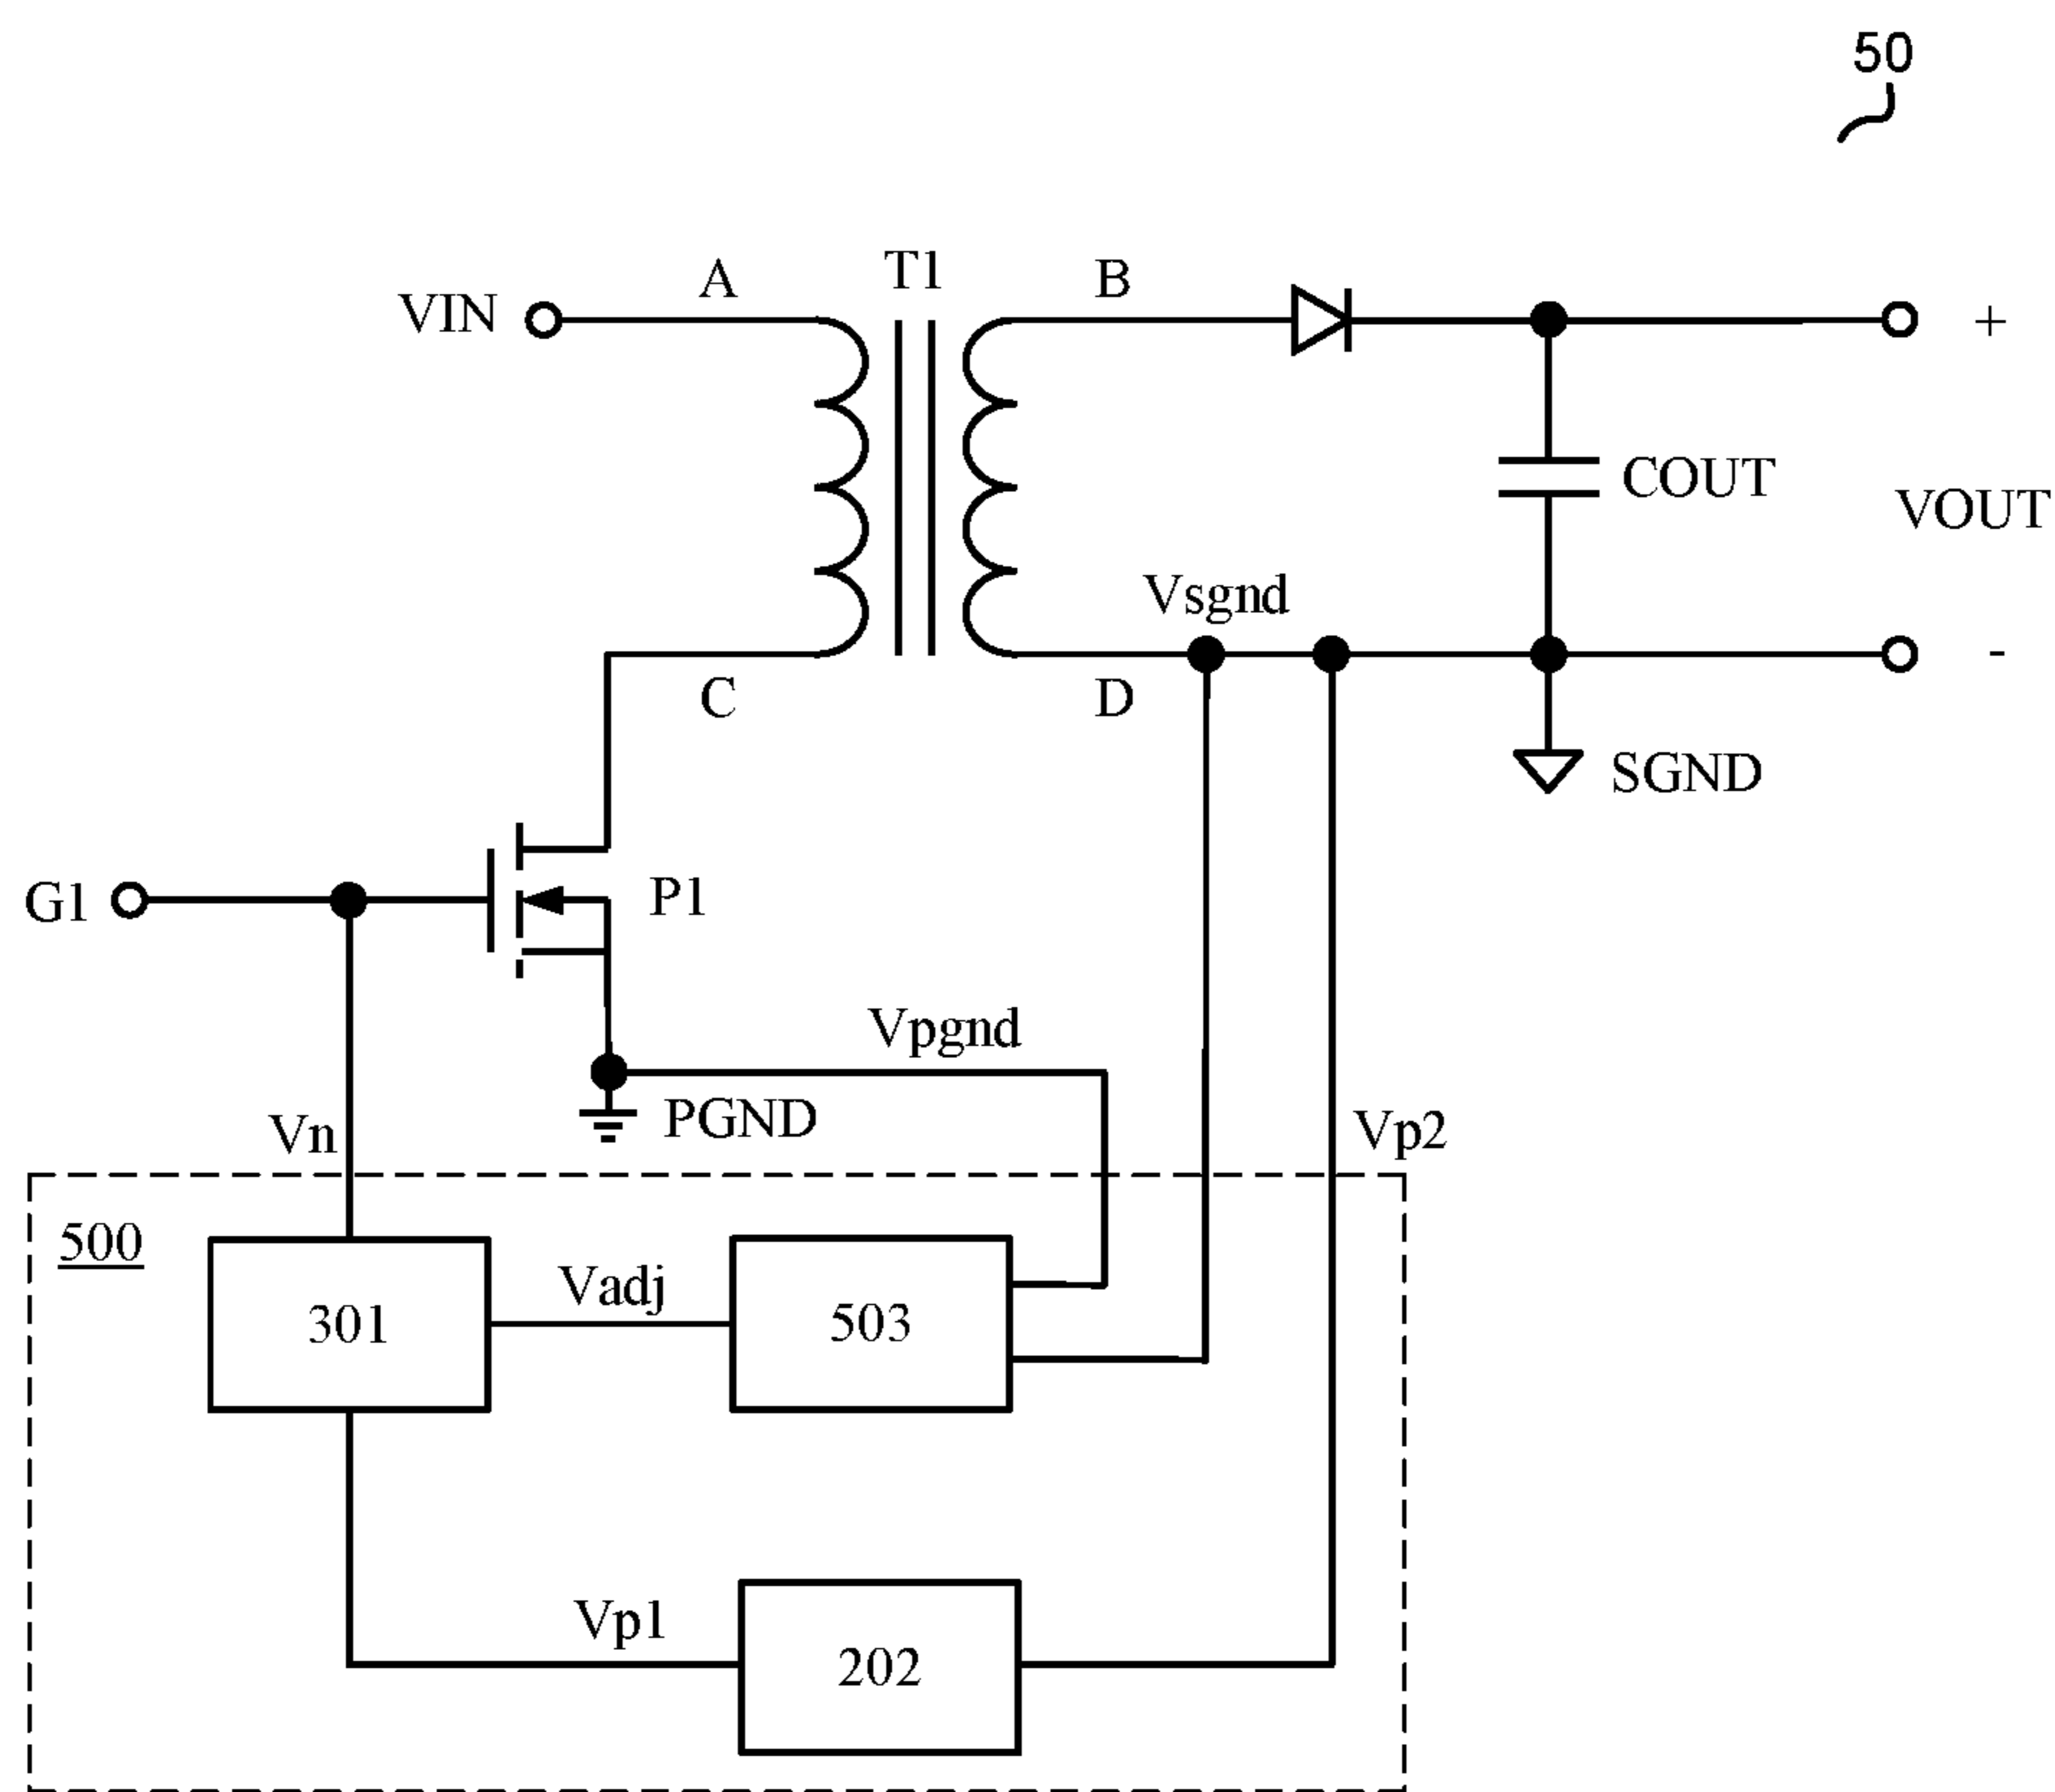 50
T1
A
B
VIN
+
COUT
VOUT
Vsgnd
-
C
D
SGND
G1
P1
Vpgnd
PGND
Vn
Vp2
500
Vadj
301
503
Vp1
202